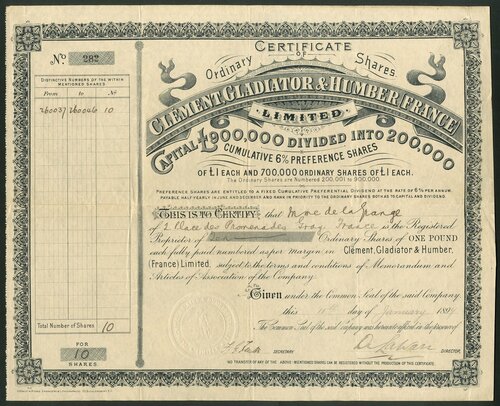 CERTIFICATE
OF
Ordinary Shares
No 282
CLÉMENT, GLADIATOR & HUMBER, FRANCE
LIMITED.
CAPITAL £900,000 DIVIDED INTO 200,000
CUMULATIVE 6% PREFERENCE SHARES
OF £1 EACH AND 700,000 ORDINARY SHARES OF £1 EACH.
The Ordinary Shares are Numbered 200,001 to 900,000.
PREFERENCE SHARES ARE ENTITLED TO A FIXED CUMULATIVE PREFERENTIAL DIVIDEND AT THE RATE OF 6% PER ANNUM,
PAYABLE HALF YEARLY IN JUNE AND DECEMBER AND RANK IN PRIORITY TO THE ORDINARY SHARES BOTH AS TO CAPITAL AND DIVIDEND.
DISTINCTIVE NUMBERS OF THE WITHIN
MENTIONED SHARES
From to No
260037 260046 10
THIS IS TO CERTIFY that Mme de la Grange
of 2 Place des Promenades Gray France is the Registered
Proprietor of Ten Ordinary Shares of ONE POUND
each fully paid numbered as per margin in Clément, Gladiator & Humber,
(France) Limited, subject to the terms and conditions of Memorandum and
Articles of Association of the Company.
Given under the Common Seal of the said Company.
this day of January
The Common Seal of the said company was hereunto affixed in the presence of
SECRETARY DIRECTOR
NO TRANSFER OF ANY OF THE ABOVE-MENTIONED SHARES CAN BE REGISTERED WITHOUT THE PRODUCTION OF THIS CERTIFICATE.
Total Number of Shares 10
FOR
10
SHARES